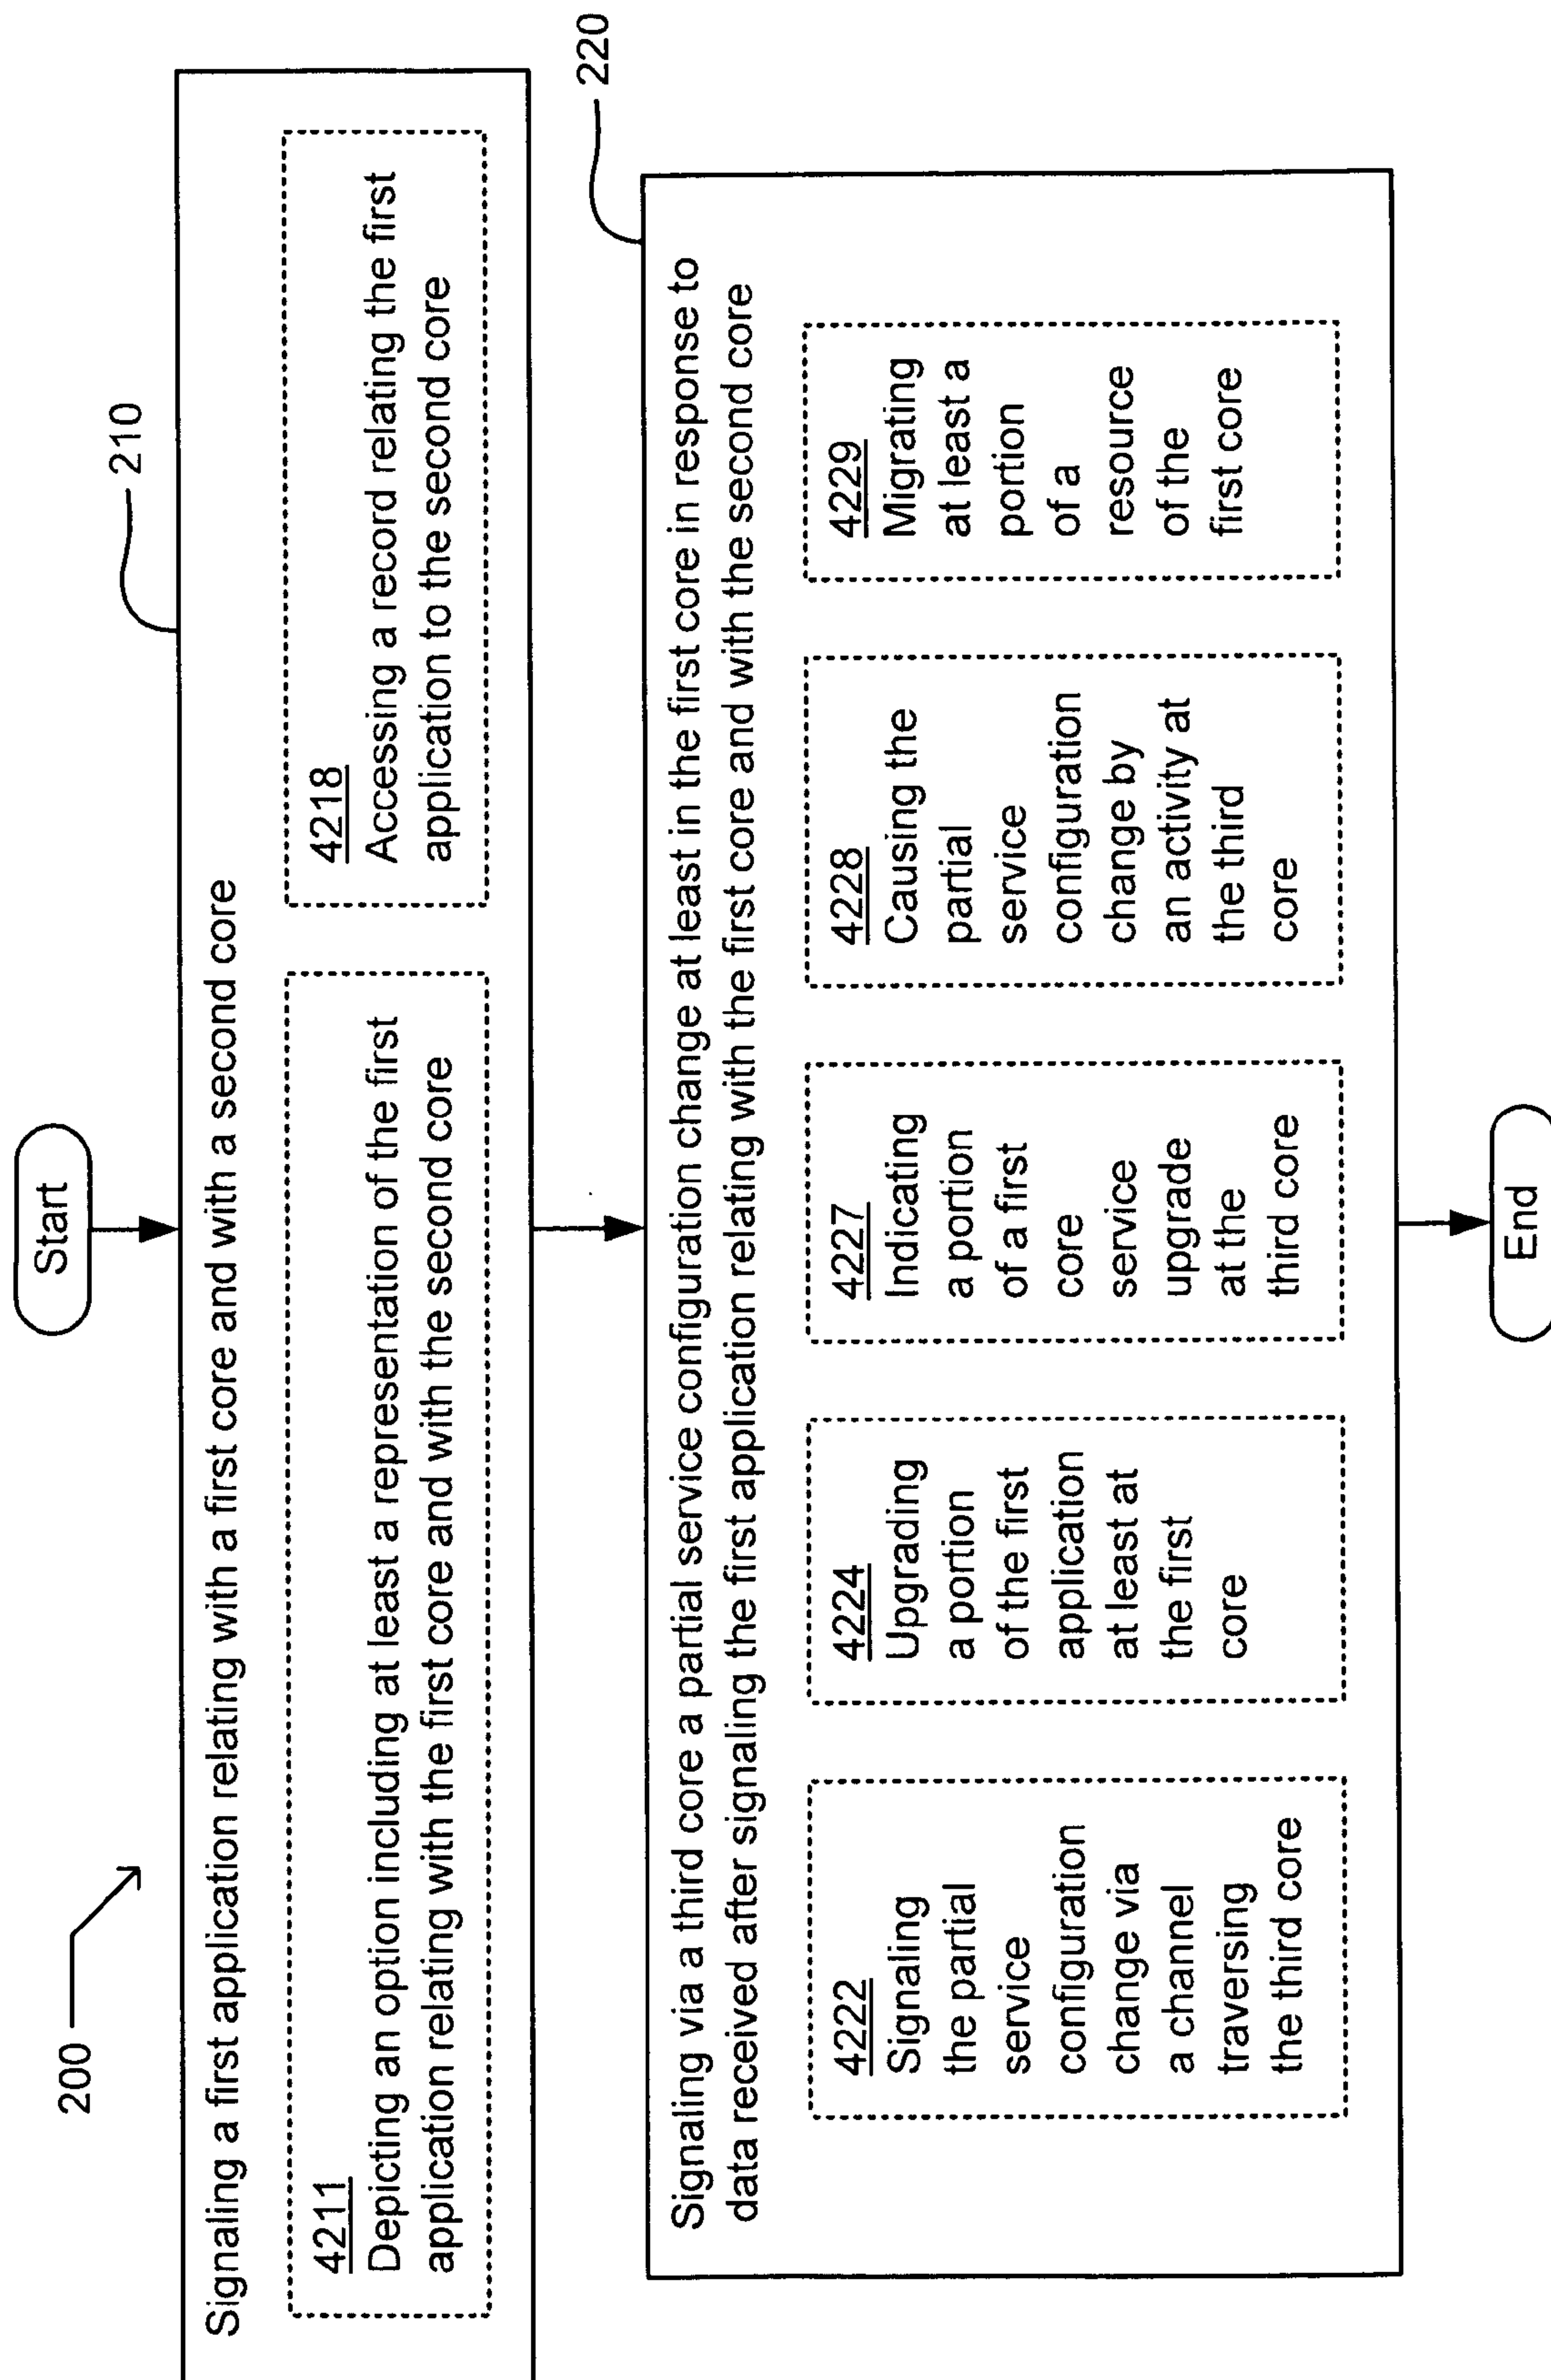 200
Start
210
Signaling a first application relating with a first core and with a second core
4211
Depicting an option including at least a representation of the first
application relating with the first core and with the second core
4218
Accessing a record relating the first
application to the second core
220
Signaling via a third core a partial service configuration change at least in the first core in response to
data received after signaling the first application relating with the first core and with the second core
4222
Signaling
the partial
service
configuration
change via
a channel
traversing
the third core
4224
Upgrading
a portion
of the first
application
at least at
the first
core
4227
Indicating
a portion
of a first
core
service
upgrade
at the
third core
4228
Causing the
partial
service
configuration
change by
an activity at
the third
core
4229
Migrating
at least a
portion
of a
resource
of the
first core
End